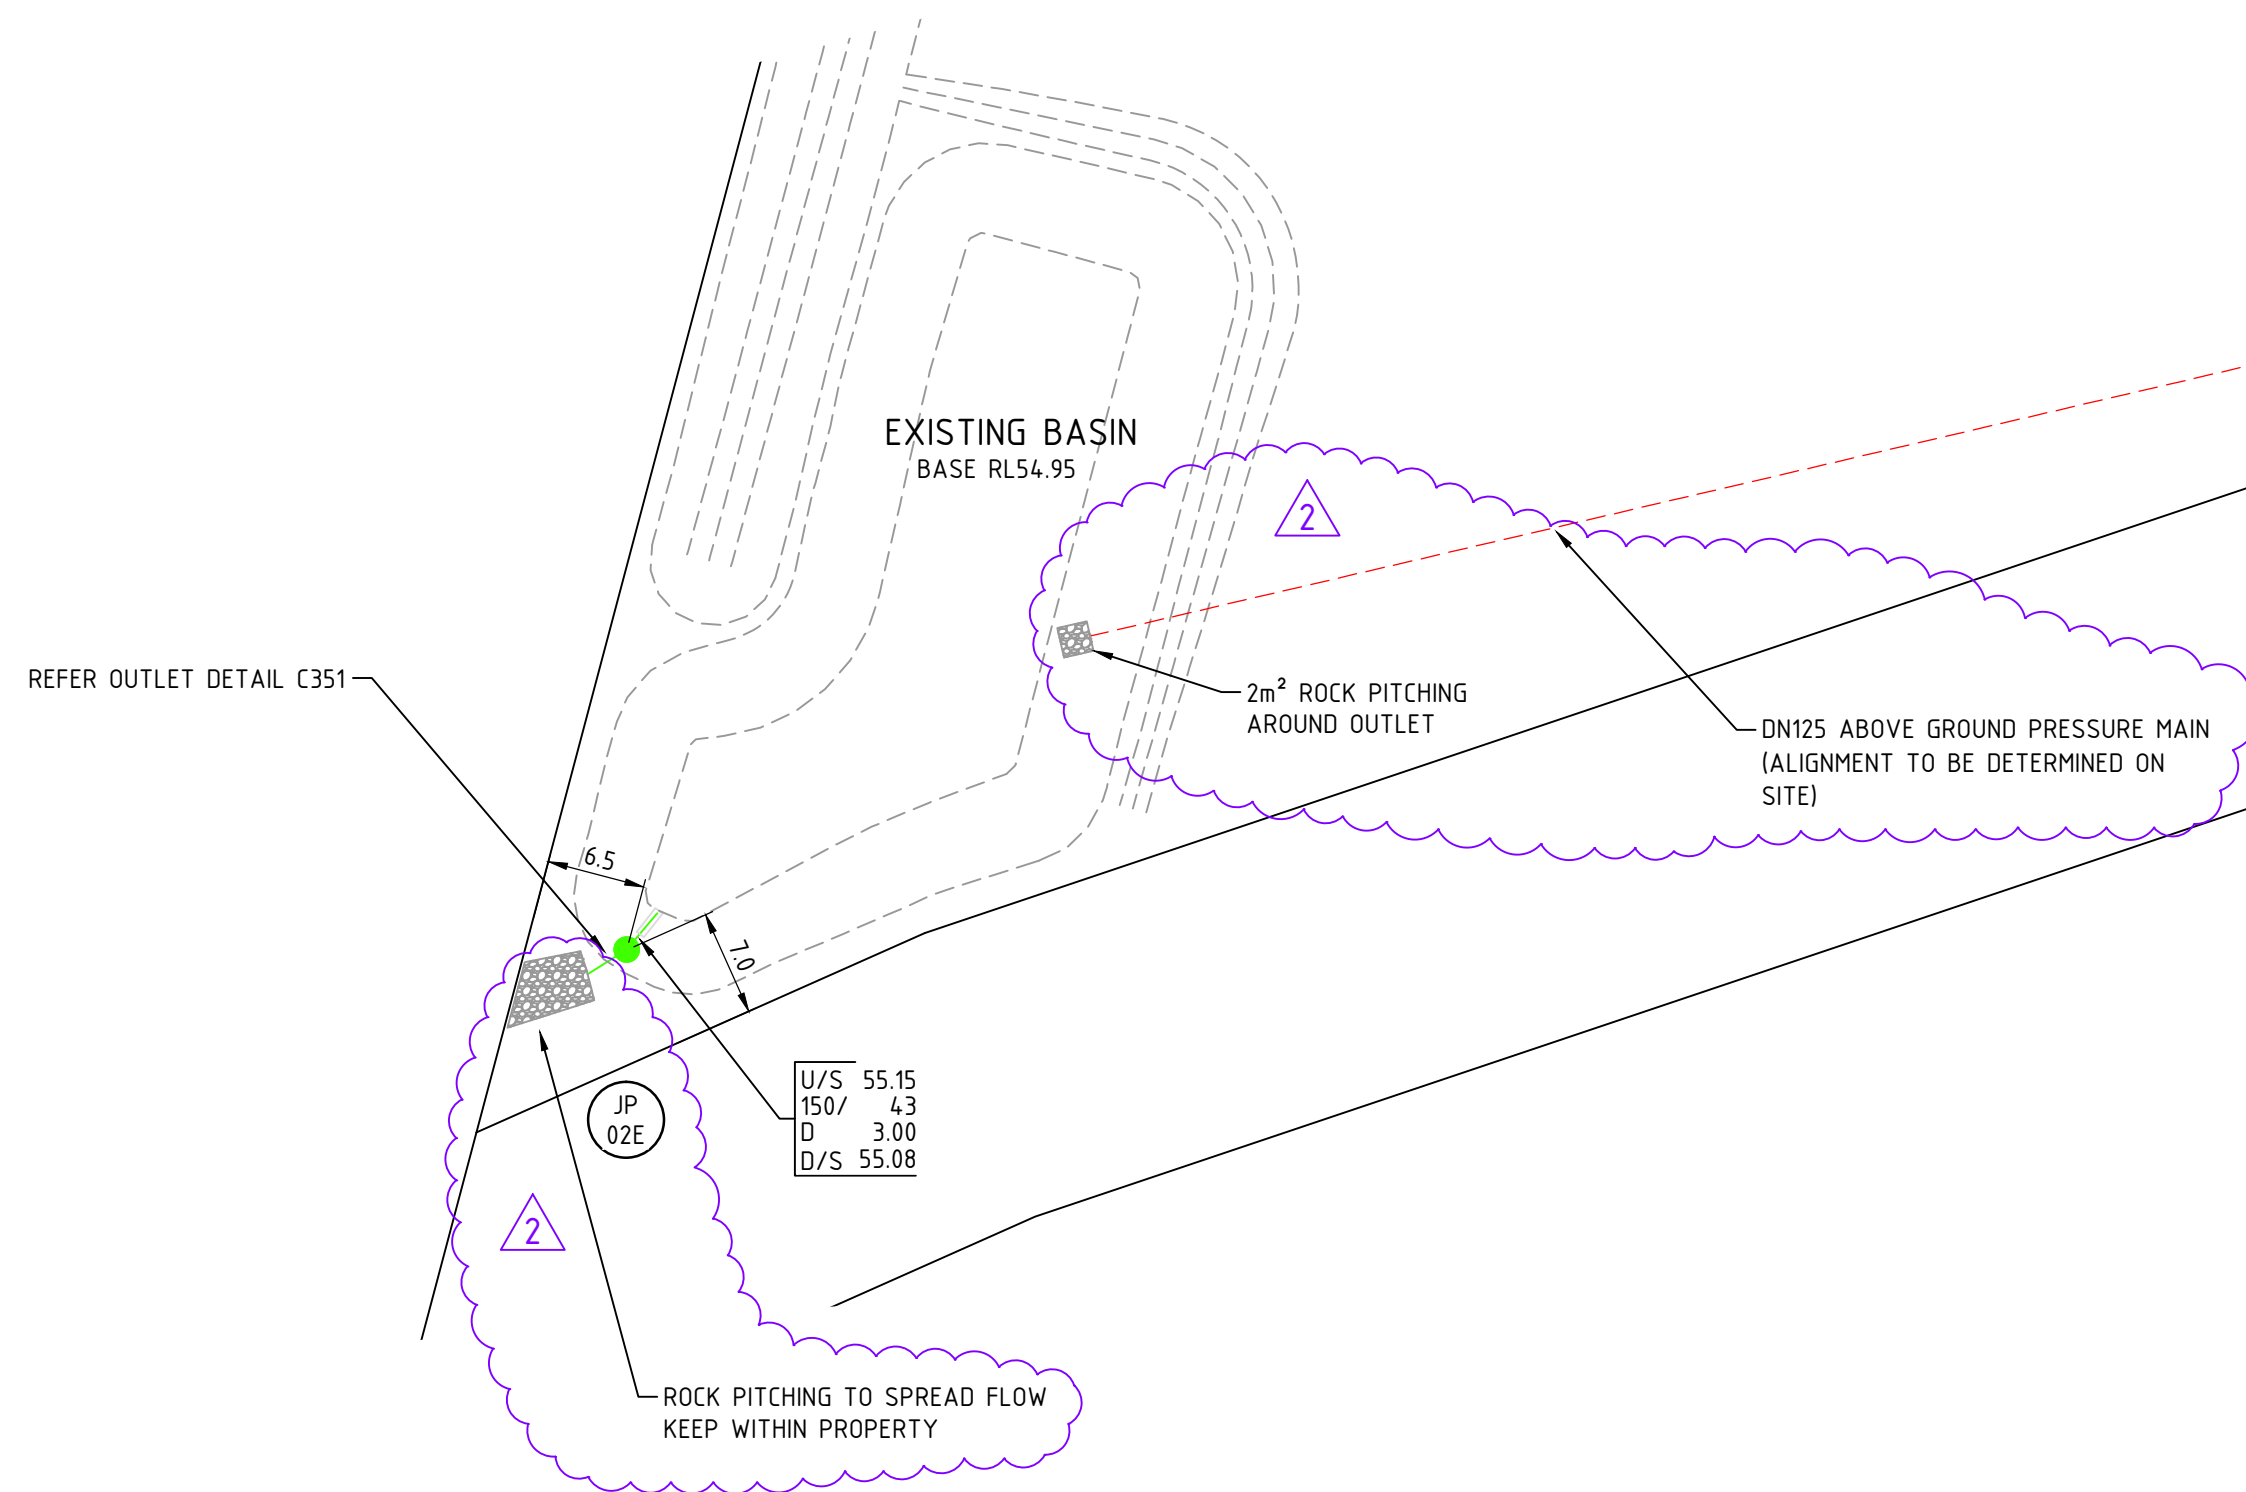 EXISTING BASIN
BASE RL54.95
2
REFER OUTLET DETAIL C351
2m² ROCK PITCHING
AROUND OUTLET
DN125 ABOVE GROUND PRESSURE MAIN
(ALIGNMENT TO BE DETERMINED ON
SITE)
6.5
7.0
U/S 55.15
150/ 43
D 3.00
D/S 55.08
JP
02E
2
ROCK PITCHING TO SPREAD FLOW
KEEP WITHIN PROPERTY